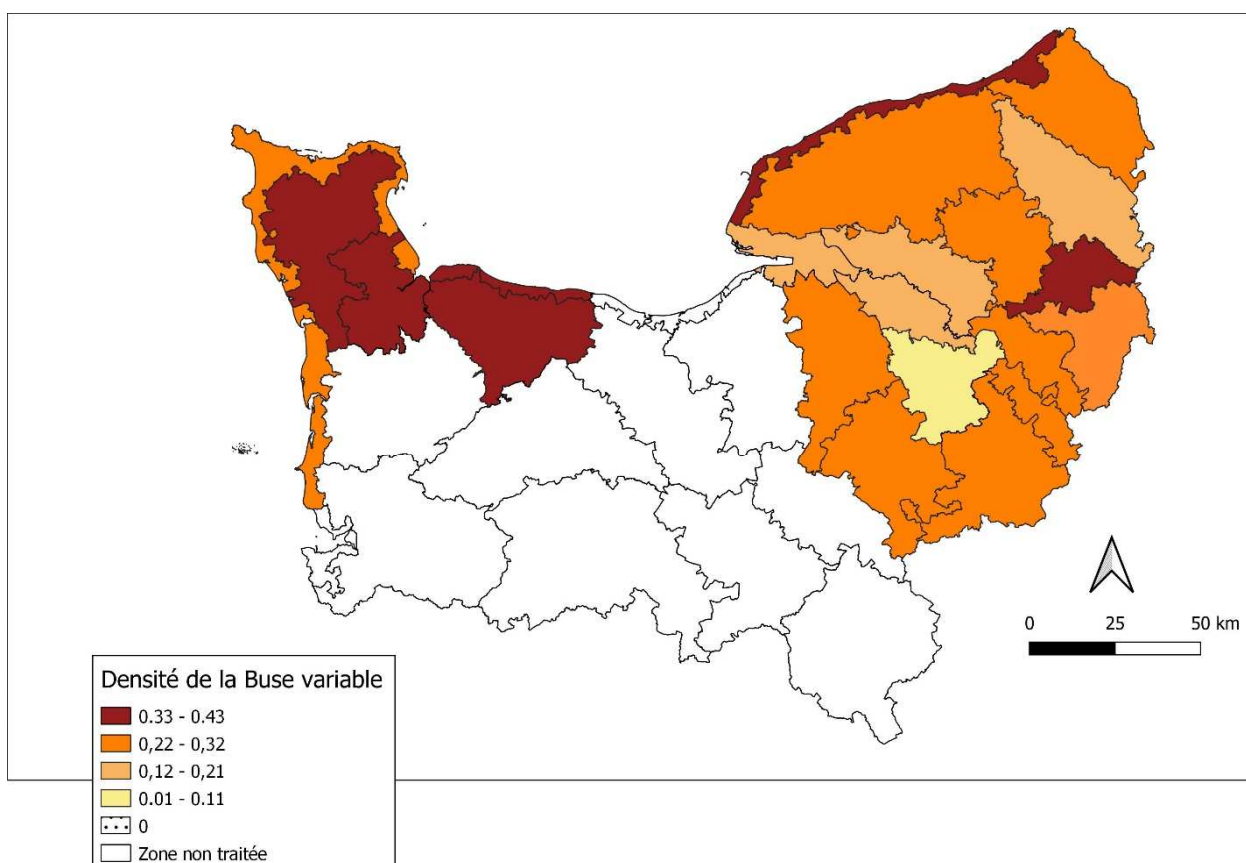 0 25 50 km
Densité de la Buse variable
0.33 - 0.43
0,22 - 0,32
0,12 - 0,21
0.01 - 0.11
0
Zone non traitée